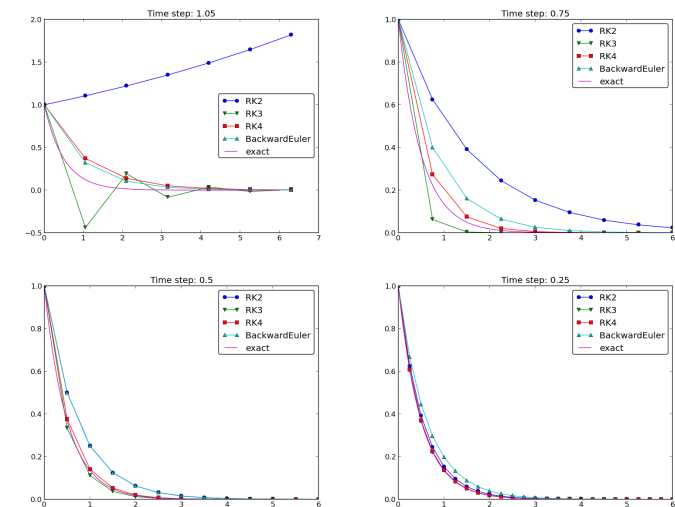 Time step: 1.05
2.0
1.5
1.0
0.5
0.0
−0.5
0 1 2 3 4 5 6 7
RK2
RK3
RK4
BackwardEuler
exact
Time step: 0.75
1.0
0.8
0.6
0.4
0.2
0.0
0 1 2 3 4 5 6
RK2
RK3
RK4
BackwardEuler
exact
Time step: 0.5
1.0
0.8
0.6
0.4
0.2
0.0
0 1 2 3 4 5 6
RK2
RK3
RK4
BackwardEuler
exact
Time step: 0.25
1.0
0.8
0.6
0.4
0.2
0.0
0 1 2 3 4 5 6
RK2
RK3
RK4
BackwardEuler
exact